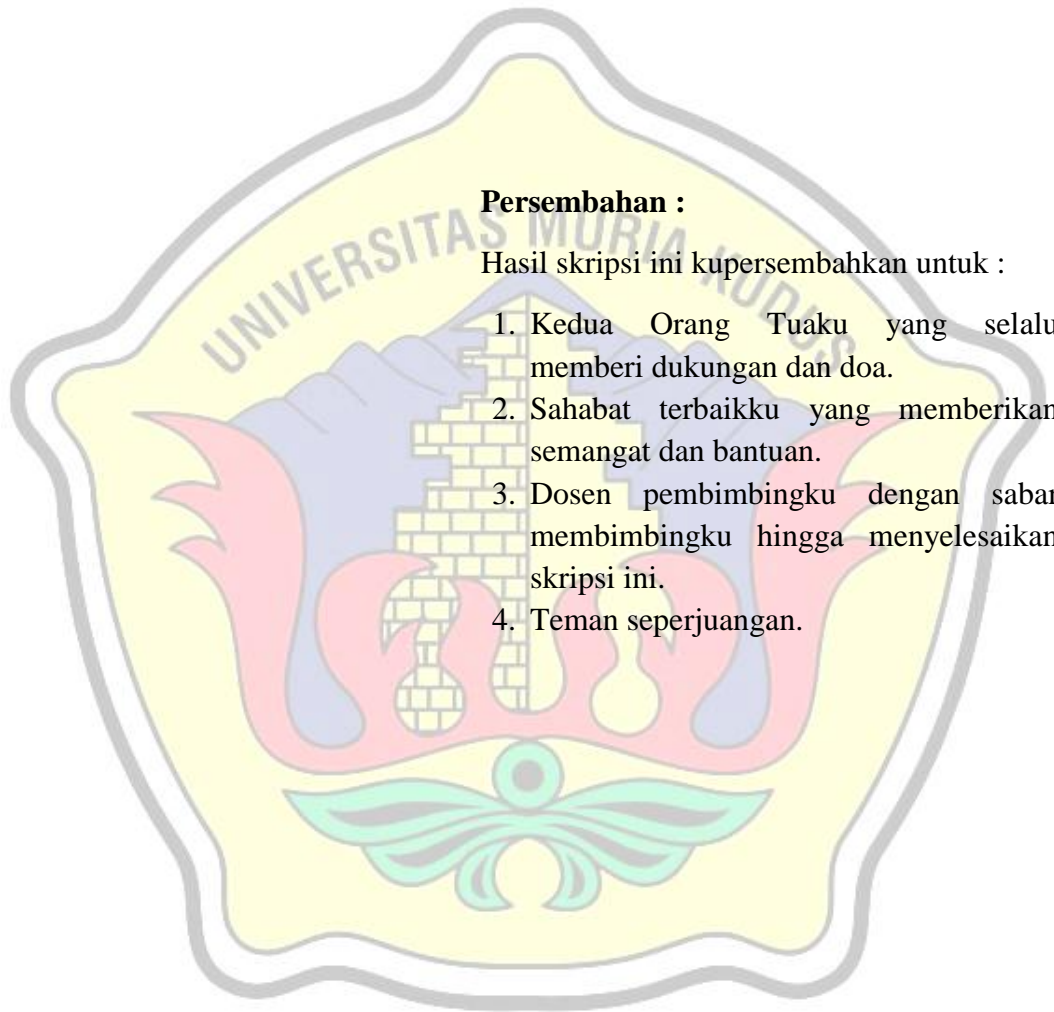 Persembahan :
UNIVERSITAS MURIA KUDUS
Hasil skripsi ini kupersembahkan untuk :
1. Kedua Orang Tuaku yang selalu
memberi dukungan dan doa.
2. Sahabat terbaikku yang memberikan
semangat dan bantuan.
3. Dosen pembimbingku dengan sabar
membimbingku hingga menyelesaikan
skripsi ini.
4. Teman seperjuangan.